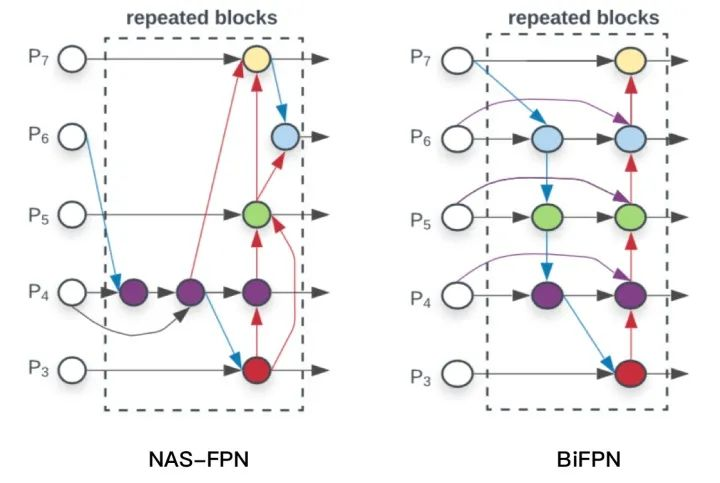 repeated blocks
P7
P6
P5
P4
P3
NAS-FPN
repeated blocks
P7
P6
P5
P4
P3
BiFPN